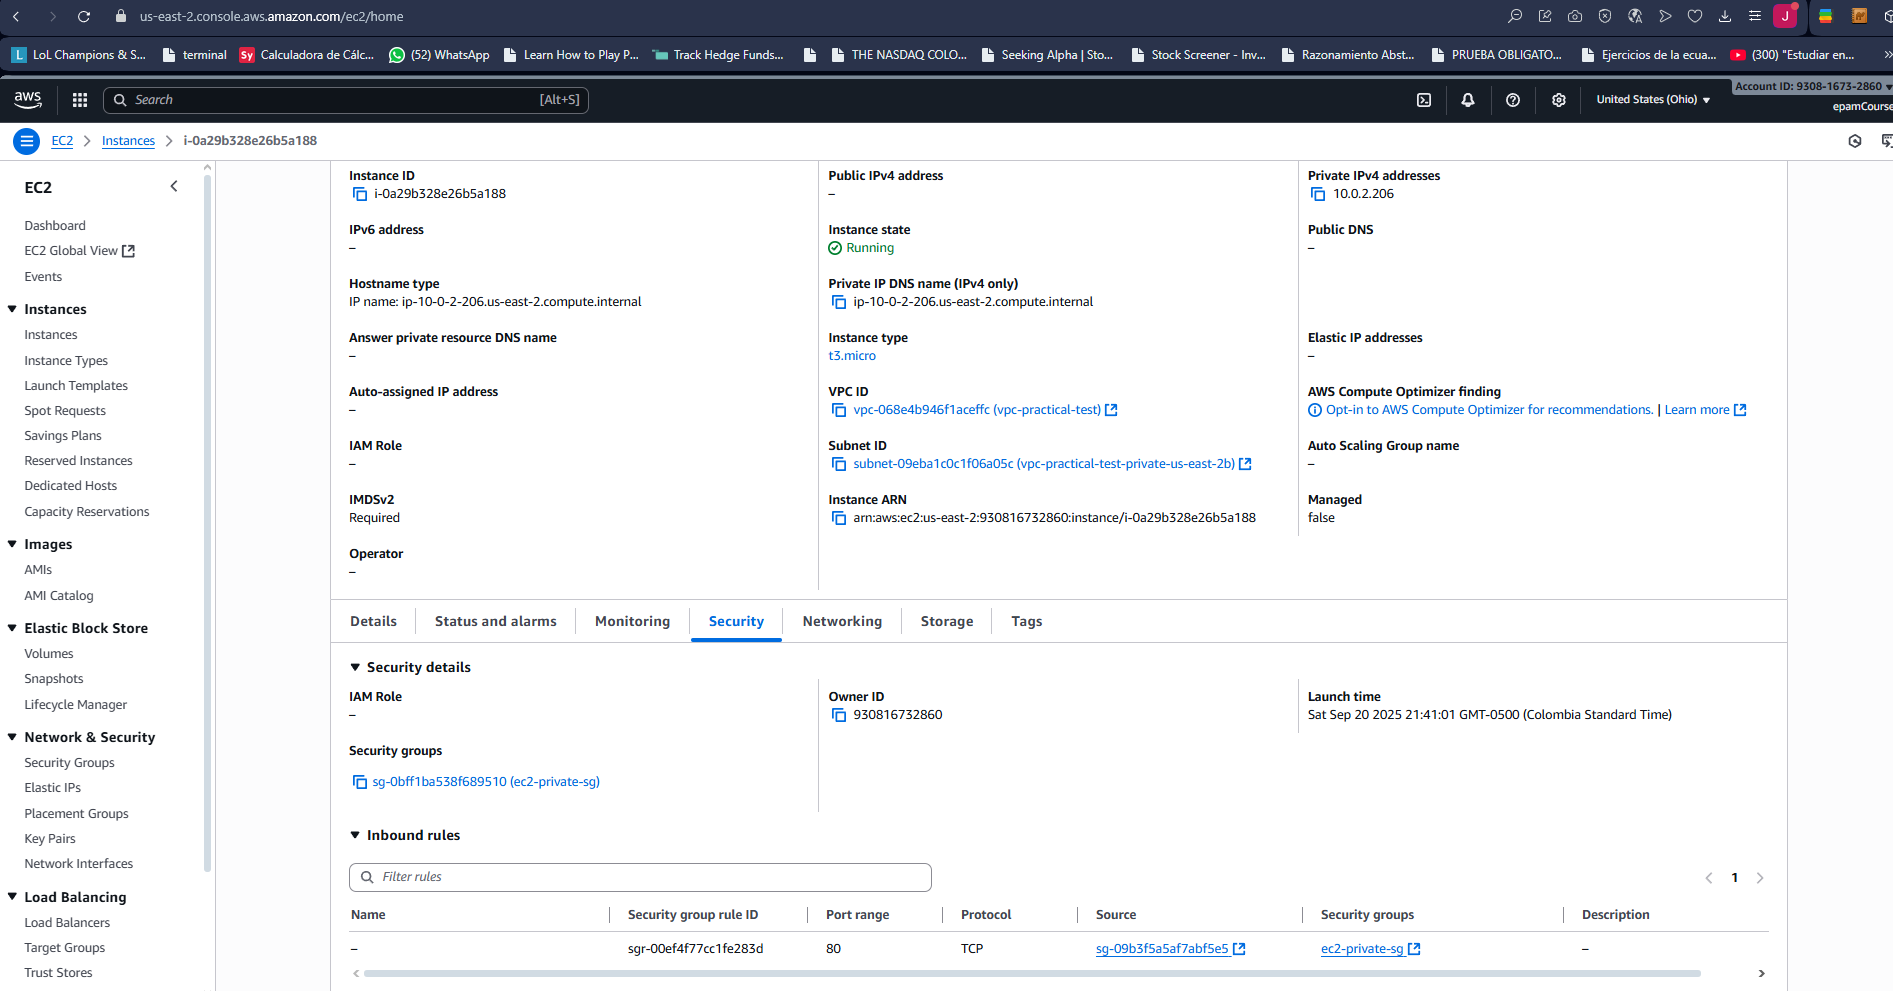 us-east-2.console.aws.amazon.com/ec2/home
J
L LoL Champions & S...
terminal
Sy Calculadora de Cálc...
(52) WhatsApp
Learn How to Play P...
Track Hedge Funds...
THE NASDAQ COLO...
Seeking Alpha | Sto...
Stock Screener - Inv...
Razonamiento Abst...
PRUEBA OBLIGATO...
Ejercicios de la ecua...
(300) "Estudiar en...
aws
Search
[Alt+S]
United States (Ohio)
Account ID: 9308-1673-2860
epamCourse
EC2
Instances
i-0a29b328e26b5a188
EC2
Dashboard
EC2 Global View
Events
Instances
Instances
Instance Types
Launch Templates
Spot Requests
Savings Plans
Reserved Instances
Dedicated Hosts
Capacity Reservations
Images
AMIs
AMI Catalog
Elastic Block Store
Volumes
Snapshots
Lifecycle Manager
Network & Security
Security Groups
Elastic IPs
Placement Groups
Key Pairs
Network Interfaces
Load Balancing
Load Balancers
Target Groups
Trust Stores
Instance ID
i-0a29b328e26b5a188
Public IPv4 address
–
Private IPv4 addresses
10.0.2.206
IPv6 address
–
Instance state
Running
Public DNS
–
Hostname type
IP name: ip-10-0-2-206.us-east-2.compute.internal
Private IP DNS name (IPv4 only)
ip-10-0-2-206.us-east-2.compute.internal
Answer private resource DNS name
–
Instance type
t3.micro
Elastic IP addresses
–
Auto-assigned IP address
–
VPC ID
vpc-068e4b946f1aceffc (vpc-practical-test)
AWS Compute Optimizer finding
Opt-in to AWS Compute Optimizer for recommendations. | Learn more
IAM Role
–
Subnet ID
subnet-09eba1c0c1f06a05c (vpc-practical-test-private-us-east-2b)
Auto Scaling Group name
–
IMDSv2
Required
Instance ARN
arn:aws:ec2:us-east-2:930816732860:instance/i-0a29b328e26b5a188
Managed
false
Operator
–
Details
Status and alarms
Monitoring
Security
Networking
Storage
Tags
Security details
IAM Role
–
Owner ID
930816732860
Launch time
Sat Sep 20 2025 21:41:01 GMT-0500 (Colombia Standard Time)
Security groups
sg-0bff1ba538f689510 (ec2-private-sg)
Inbound rules
Filter rules
1
Name
Security group rule ID
Port range
Protocol
Source
Security groups
Description
–
sgr-00ef4f77cc1fe283d
80
TCP
sg-09b3f5a5af7abf5e5
ec2-private-sg
–